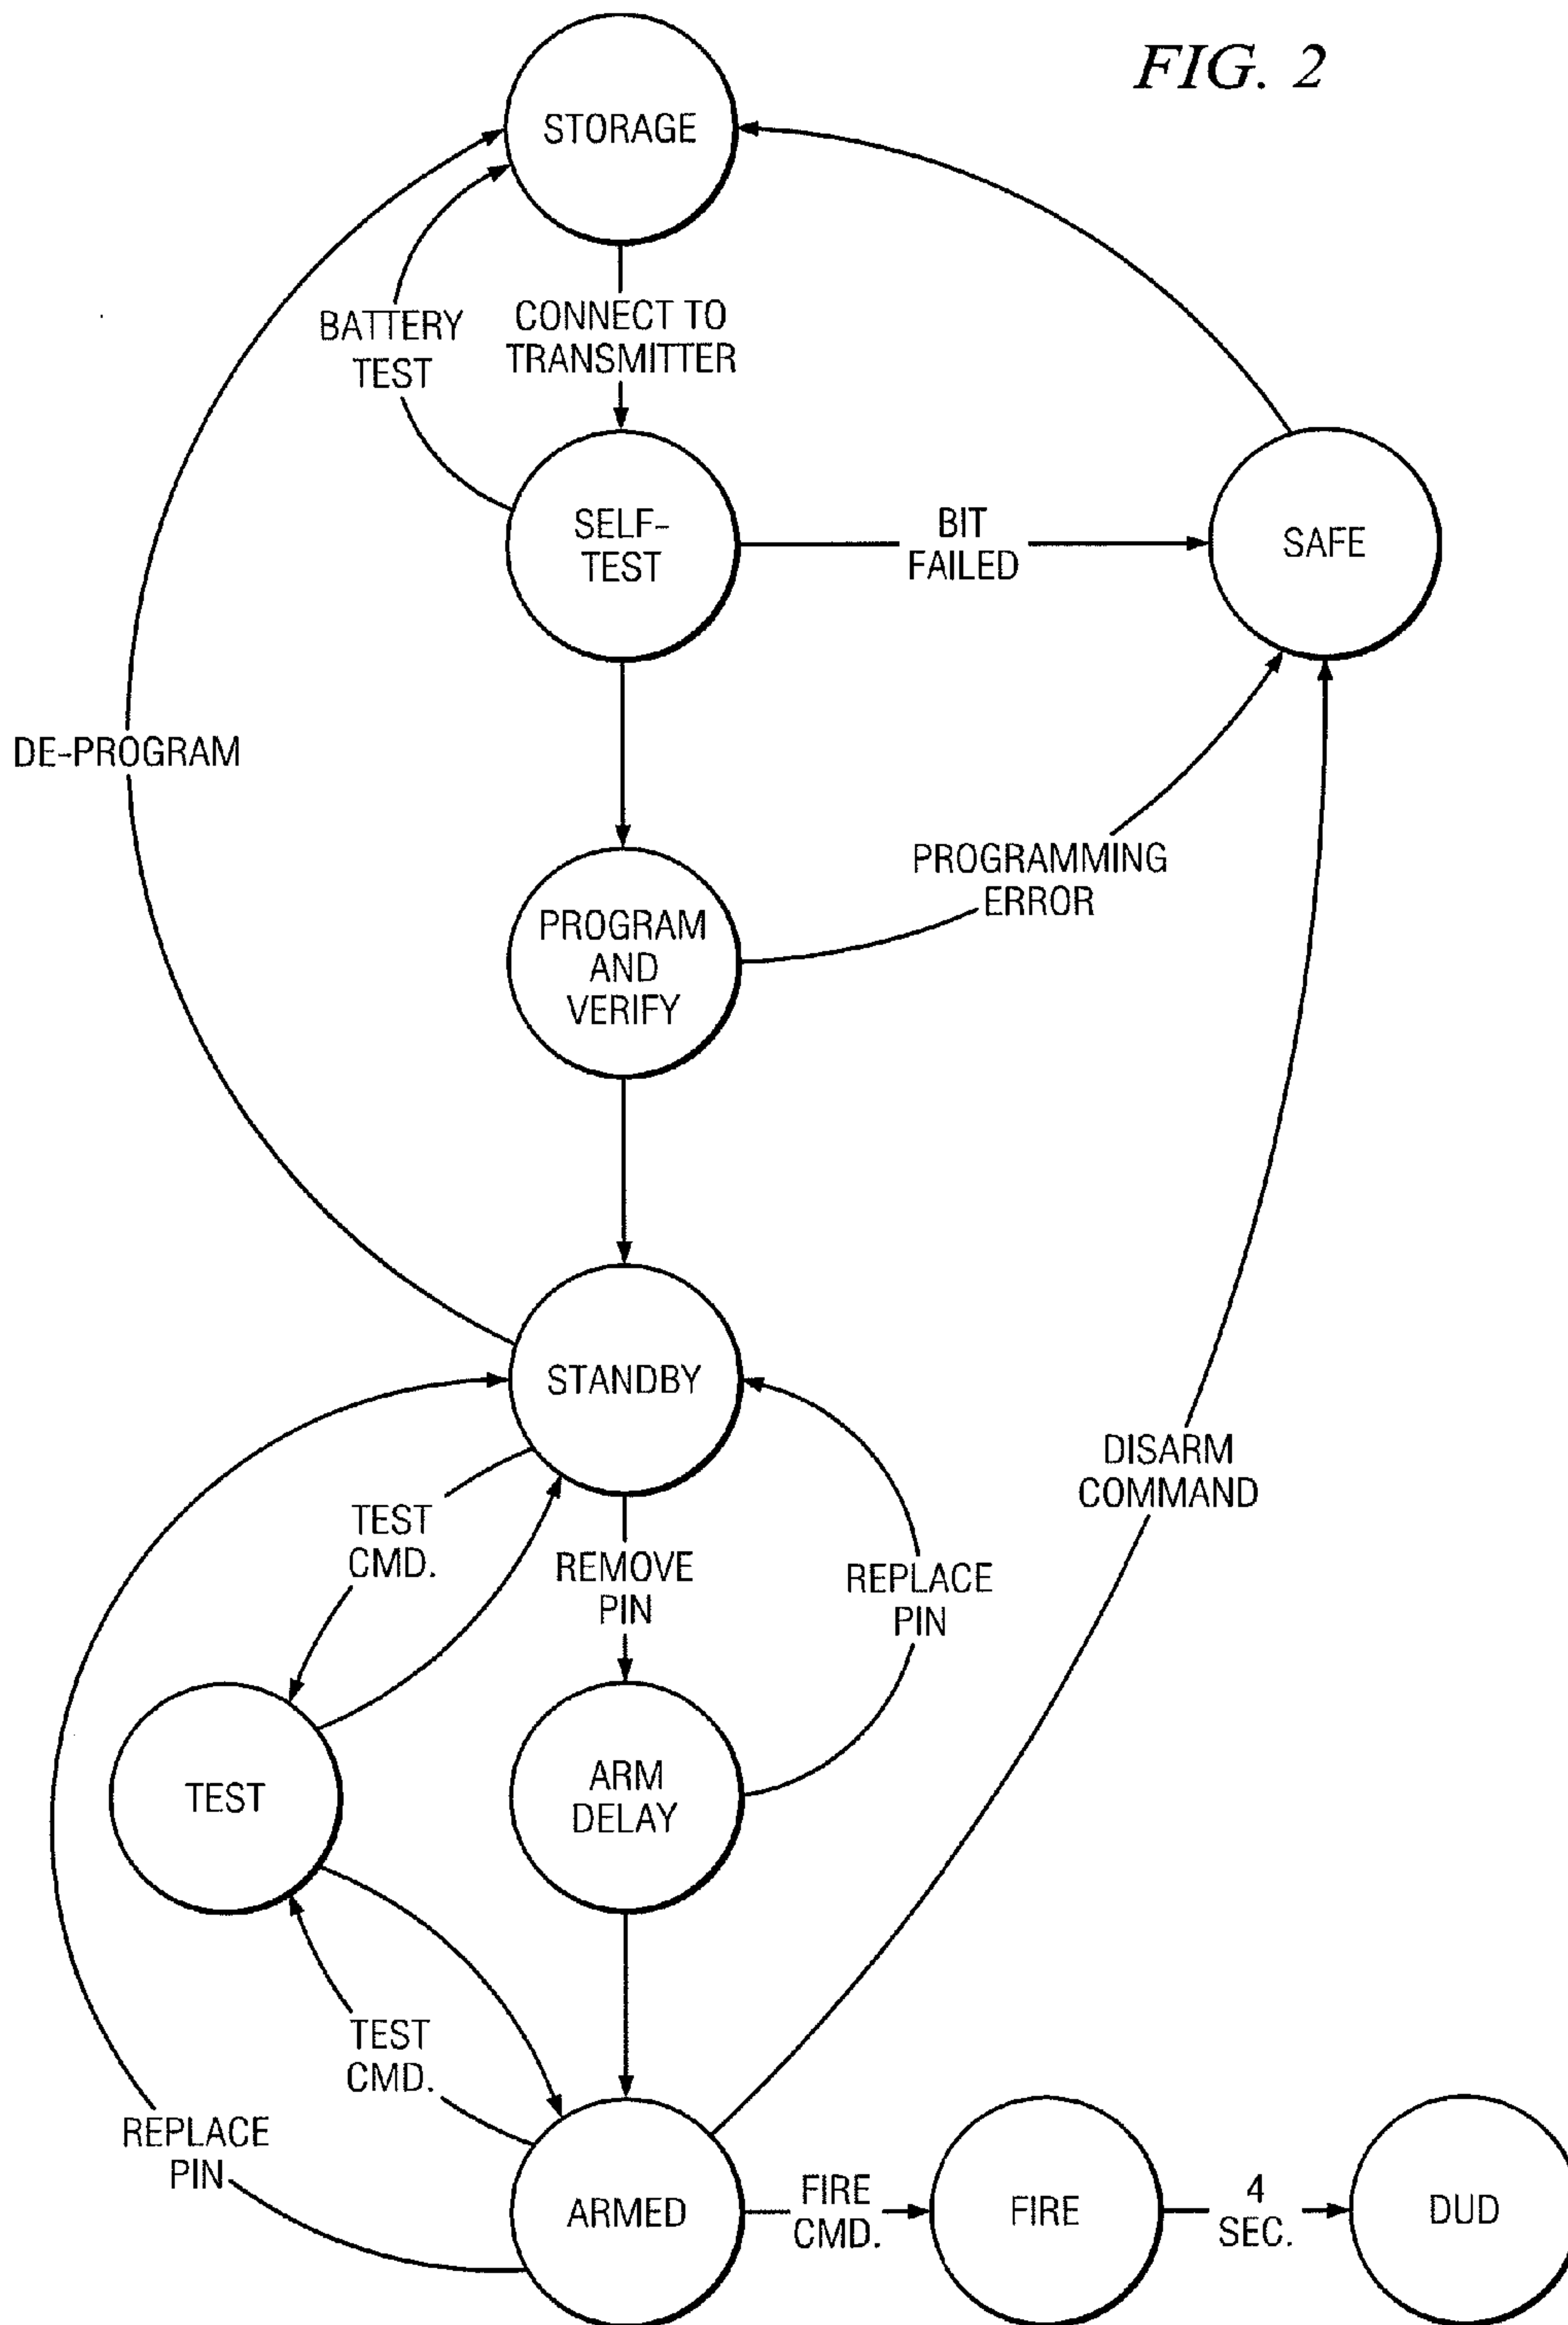 FIG. 2
STORAGE
BATTERY
TEST
CONNECT TO
TRANSMITTER
SELF-
TEST
BIT
FAILED
SAFE
DE-PROGRAM
PROGRAMMING
ERROR
PROGRAM
AND
VERIFY
STANDBY
DISARM
COMMAND
TEST
CMD.
REMOVE
PIN
REPLACE
PIN
TEST
ARM
DELAY
TEST
CMD.
REPLACE
PIN
ARMED
FIRE
CMD.
FIRE
4
SEC.
DUD